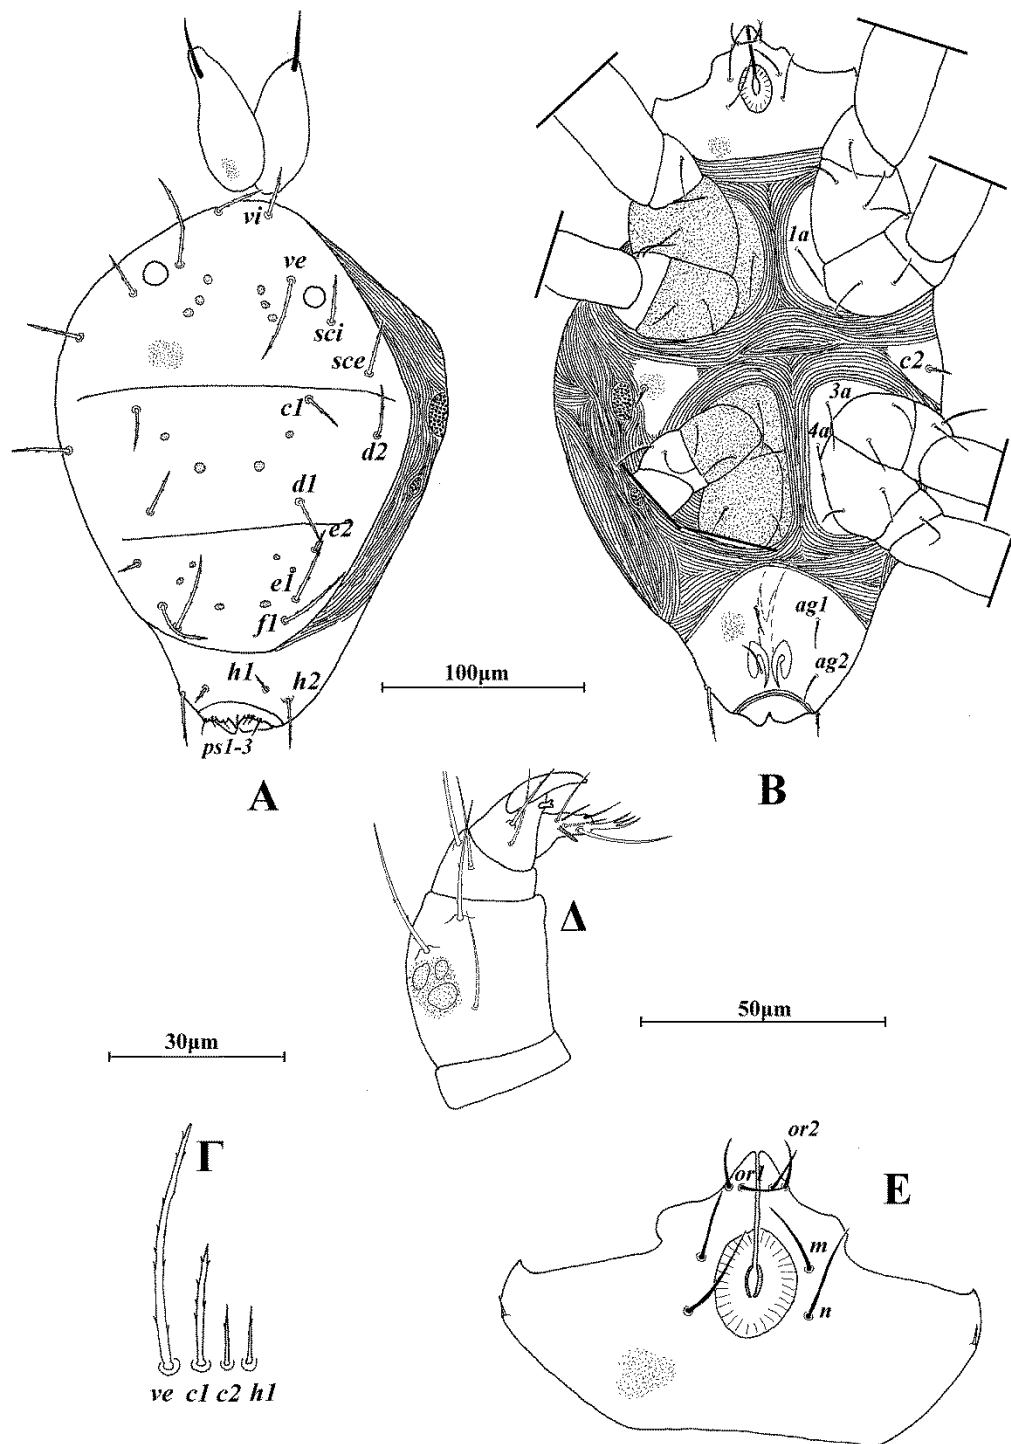 vi
ve
sci
sce
c1
d2
d1
e2
e1
f1
h1
h2
ps1-3
A
100μm
1a
c2
3a
4a
ag1
ag2
B
Δ
50μm
30μm
Γ
ve c1 c2 h1
or2
or1
E
m
n